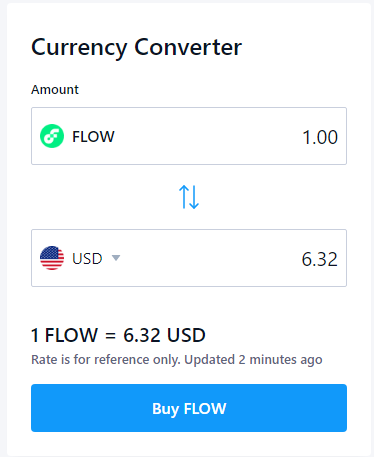 Currency Converter
Amount
FLOW 1.00
USD 6.32
1 FLOW = 6.32 USD
Rate is for reference only. Updated 2 minutes ago
Buy FLOW